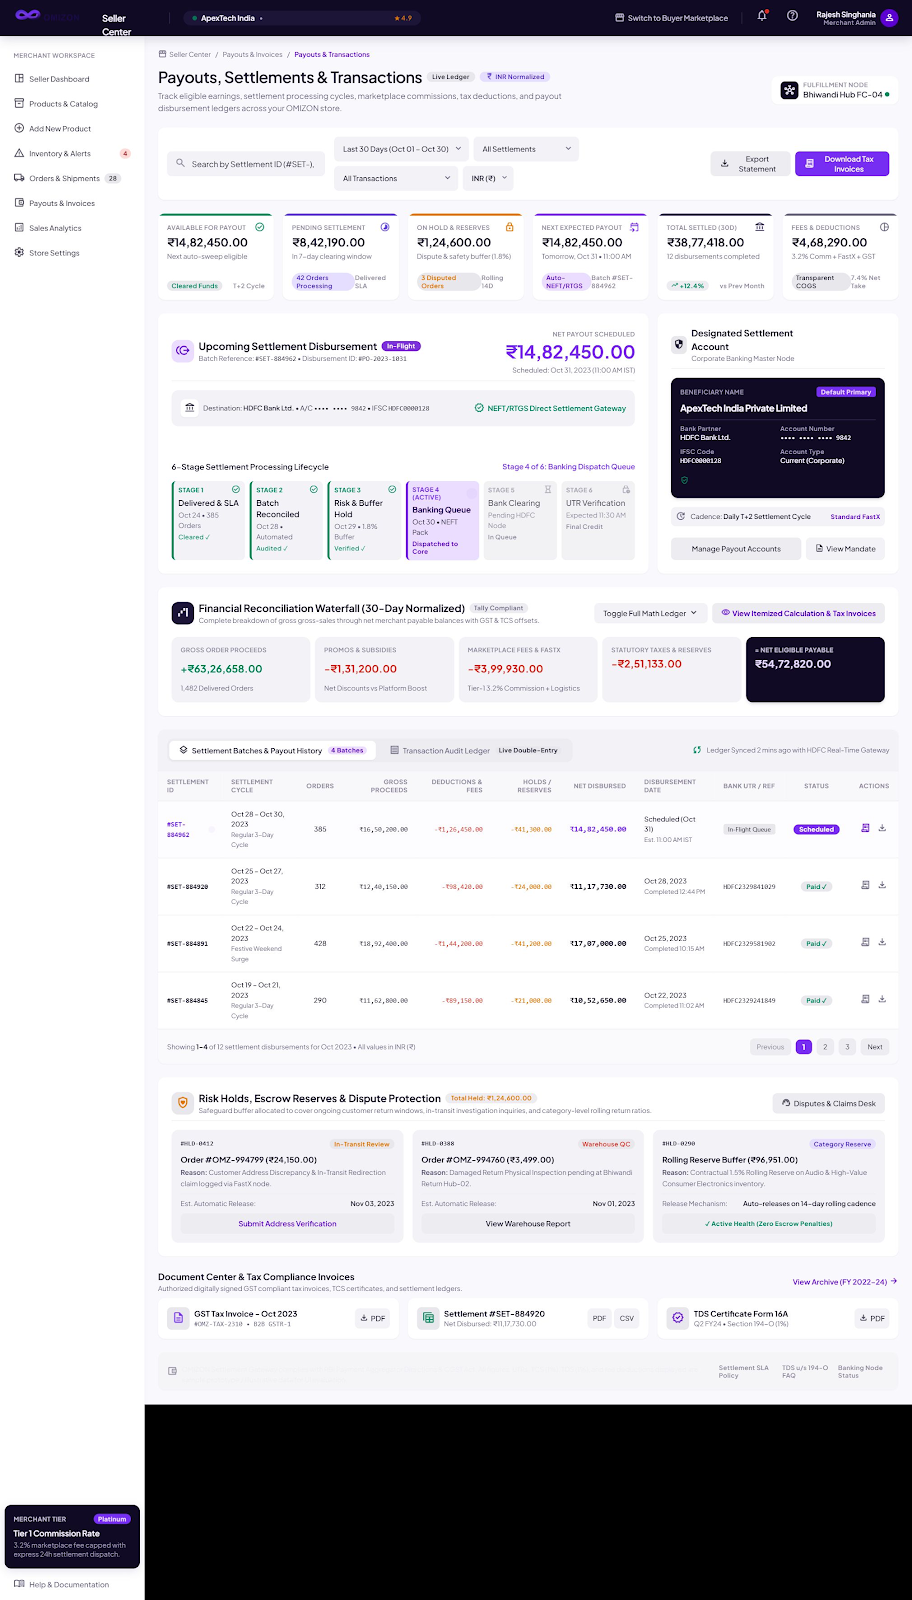 Seller
Center
ApexTech India •
★ 4.9
Switch to Buyer Marketplace
Rajesh Singhania
Merchant Admin
MERCHANT WORKSPACE
Seller Dashboard
Products & Catalog
Add New Product
Inventory & Alerts 4
Orders & Shipments 28
Payouts & Invoices
Sales Analytics
Store Settings
Seller Center / Payouts & Invoices / Payouts & Transactions
Payouts, Settlements & Transactions Live Ledger ₹ INR Normalized
Track eligible earnings, settlement processing cycles, marketplace commissions, tax deductions, and payout
disbursement ledgers across your OMIZON store.
FULFILLMENT NODE
Bhiwandi Hub FC-04
Search by Settlement ID (#SET-),
Last 30 Days (Oct 01 – Oct 30)
All Settlements
All Transactions
INR (₹)
Export
Statement
Download Tax
Invoices
AVAILABLE FOR PAYOUT
₹14,82,450.00
Next auto-sweep eligible
Cleared Funds T+2 Cycle
PENDING SETTLEMENT
₹8,42,190.00
In 7-day clearing window
42 Orders
Processing
Delivered
SLA
ON HOLD & RESERVES
₹1,24,600.00
Dispute & safety buffer (1.8%)
3 Disputed
Orders
Rolling
14D
NEXT EXPECTED PAYOUT
₹14,82,450.00
Tomorrow, Oct 31 • 11:00 AM
Auto-
NEFT/RTGS
Batch #SET-
884962
TOTAL SETTLED (30D)
₹38,77,418.00
12 disbursements completed
+12.4% vs Prev Month
FEES & DEDUCTIONS
₹4,68,290.00
3.2% Comm + FastX + GST
Transparent
COGS
7.4% Net
Take
Upcoming Settlement Disbursement In-Flight
Batch Reference: #SET-884962 • Disbursement ID: #PO-2023-1031
NET PAYOUT SCHEDULED
₹14,82,450.00
Scheduled: Oct 31, 2023 (11:00 AM IST)
Destination: HDFC Bank Ltd. • A/C •••• •••• 9842 • IFSC HDFC0000128
NEFT/RTGS Direct Settlement Gateway
6-Stage Settlement Processing Lifecycle
Stage 4 of 6: Banking Dispatch Queue
STAGE 1
Delivered & SLA
Oct 24 • 385
Orders
Cleared ✓
STAGE 2
Batch
Reconciled
Oct 28 •
Automated
Audited ✓
STAGE 3
Risk & Buffer
Hold
Oct 29 • 1.8%
Buffer
Verified ✓
STAGE 4
(ACTIVE)
Banking Queue
Oct 30 • NEFT
Pack
Dispatched to
Core
STAGE 5
Bank Clearing
Pending HDFC
Node
In Queue
STAGE 6
UTR Verification
Expected 11:30 AM
Final Credit
Designated Settlement
Account
Corporate Banking Master Node
BENEFICIARY NAME
Default Primary
ApexTech India Private Limited
Bank Partner
HDFC Bank Ltd.
Account Number
•••• •••• •••• 9842
IFSC Code
HDFC0000128
Account Type
Current (Corporate)
Cadence: Daily T+2 Settlement Cycle Standard FastX
Manage Payout Accounts
View Mandate
Financial Reconciliation Waterfall (30-Day Normalized) Tally Compliant
Complete breakdown of gross gross-sales through net merchant payable balances with GST & TCS offsets.
Toggle Full Math Ledger
View Itemized Calculation & Tax Invoices
GROSS ORDER PROCEEDS
+₹63,26,658.00
1,482 Delivered Orders
PROMOS & SUBSIDIES
-₹1,31,200.00
Net Discounts vs Platform Boost
MARKETPLACE FEES & FASTX
-₹3,99,930.00
Tier-1 3.2% Commission + Logistics
STATUTORY TAXES & RESERVES
-₹2,51,133.00
= NET ELIGIBLE PAYABLE
₹54,72,820.00
Settlement Batches & Payout History 4 Batches
Transaction Audit Ledger Live Double-Entry
Ledger Synced 2 mins ago with HDFC Real-Time Gateway
SETTLEMENT
ID
SETTLEMENT
CYCLE
ORDERS
GROSS
PROCEEDS
DEDUCTIONS &
FEES
HOLDS /
RESERVES
NET DISBURSED
DISBURSEMENT
DATE
BANK UTR / REF
STATUS
ACTIONS
#SET-
884962
Oct 28 – Oct 30,
2023
Regular 3-Day
Cycle
385
₹16,50,200.00
-₹1,26,450.00
-₹41,300.00
₹14,82,450.00
Scheduled (Oct
31)
Est. 11:00 AM IST
In-Flight Queue
Scheduled
#SET-884920
Oct 25 – Oct 27,
2023
Regular 3-Day
Cycle
312
₹12,40,150.00
-₹98,420.00
-₹24,000.00
₹11,17,730.00
Oct 28, 2023
Completed 12:44 PM
HDFC2329841029
Paid ✓
#SET-884891
Oct 22 – Oct 24,
2023
Festive Weekend
Surge
428
₹18,92,400.00
-₹1,44,200.00
-₹41,200.00
₹17,07,000.00
Oct 25, 2023
Completed 10:15 AM
HDFC2329581902
Paid ✓
#SET-884845
Oct 19 – Oct 21,
2023
Regular 3-Day
Cycle
290
₹11,62,800.00
-₹89,150.00
-₹21,000.00
₹10,52,650.00
Oct 22, 2023
Completed 11:02 AM
HDFC2329241849
Paid ✓
Showing 1–4 of 12 settlement disbursements for Oct 2023 • All values in INR (₹)
Previous 1 2 3 Next
Risk Holds, Escrow Reserves & Dispute Protection Total Held: ₹1,24,600.00
Safeguard buffer allocated to cover ongoing customer return windows, in-transit investigation inquiries, and category-level rolling return ratios.
Disputes & Claims Desk
#HLD-0412 In-Transit Review
Order #OMZ-994799 (₹24,150.00)
Reason: Customer Address Discrepancy & In-Transit Redirection
claim logged via FastX node.
Est. Automatic Release: Nov 03, 2023
Submit Address Verification
#HLD-0388 Warehouse QC
Order #OMZ-994760 (₹3,499.00)
Reason: Damaged Return Physical Inspection pending at Bhiwandi
Return Hub-02.
Est. Automatic Release: Nov 01, 2023
View Warehouse Report
#HLD-0290 Category Reserve
Rolling Reserve Buffer (₹96,951.00)
Reason: Contractual 1.5% Rolling Reserve on Audio & High-Value
Consumer Electronics inventory.
Release Mechanism: Auto-releases on 14-day rolling cadence
✓ Active Health (Zero Escrow Penalties)
Document Center & Tax Compliance Invoices
Authorized digitally signed GST compliant tax invoices, TCS certificates, and settlement ledgers.
View Archive (FY 2022-24) →
GST Tax Invoice - Oct 2023
#OMZ-TAX-2310 • B2B GSTR-1
PDF
Settlement #SET-884920
Net Disbursed: ₹11,17,730.00
PDF CSV
TDS Certificate Form 16A
Q2 FY24 • Section 194-O (1%)
PDF
Settlement SLA
Policy
TDS u/s 194-O
FAQ
Banking Node
Status
MERCHANT TIER Platinum
Tier 1 Commission Rate
3.2% marketplace fee capped with
express 24h settlement dispatch.
Help & Documentation